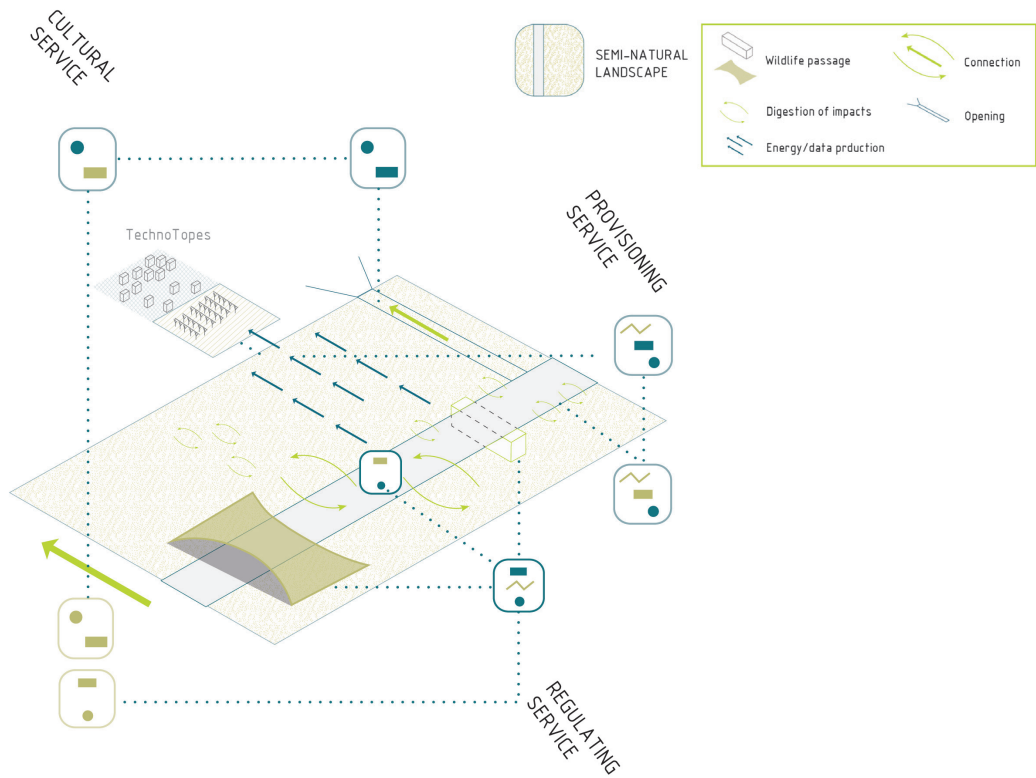 CULTURAL
SERVICE
SEMI-NATURAL
LANDSCAPE
Wildlife passage
Connection
Digestion of impacts
Opening
Energy/data prduction
TechnoTopes
PROVISIONING
SERVICE
REGULATING
SERVICE